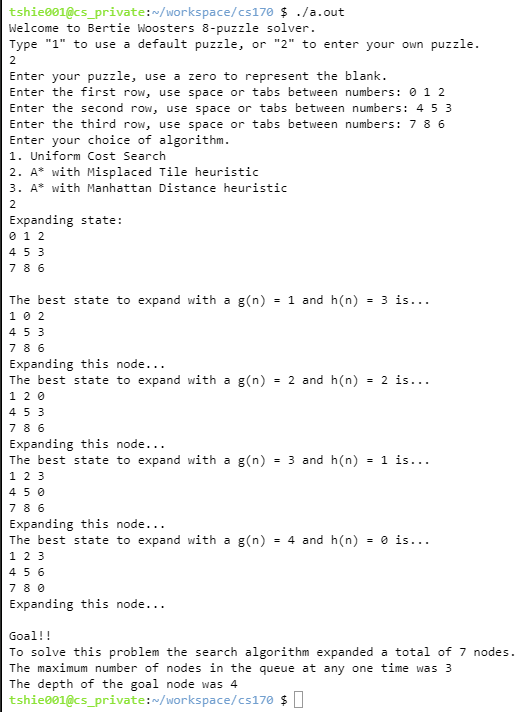 tshie001@cs_private:~/workspace/cs170 $ ./a.out
Welcome to Bertie Woosters 8-puzzle solver.
Type "1" to use a default puzzle, or "2" to enter your own puzzle.
2
Enter your puzzle, use a zero to represent the blank.
Enter the first row, use space or tabs between numbers: 0 1 2
Enter the second row, use space or tabs between numbers: 4 5 3
Enter the third row, use space or tabs between numbers: 7 8 6
Enter your choice of algorithm.
1. Uniform Cost Search
2. A* with Misplaced Tile heuristic
3. A* with Manhattan Distance heuristic
2
Expanding state:
0 1 2
4 5 3
7 8 6

The best state to expand with a g(n) = 1 and h(n) = 3 is...
1 0 2
4 5 3
7 8 6
Expanding this node...
The best state to expand with a g(n) = 2 and h(n) = 2 is...
1 2 0
4 5 3
7 8 6
Expanding this node...
The best state to expand with a g(n) = 3 and h(n) = 1 is...
1 2 3
4 5 0
7 8 6
Expanding this node...
The best state to expand with a g(n) = 4 and h(n) = 0 is...
1 2 3
4 5 6
7 8 0
Expanding this node...

Goal!!
To solve this problem the search algorithm expanded a total of 7 nodes.
The maximum number of nodes in the queue at any one time was 3
The depth of the goal node was 4
tshie001@cs_private:~/workspace/cs170 $